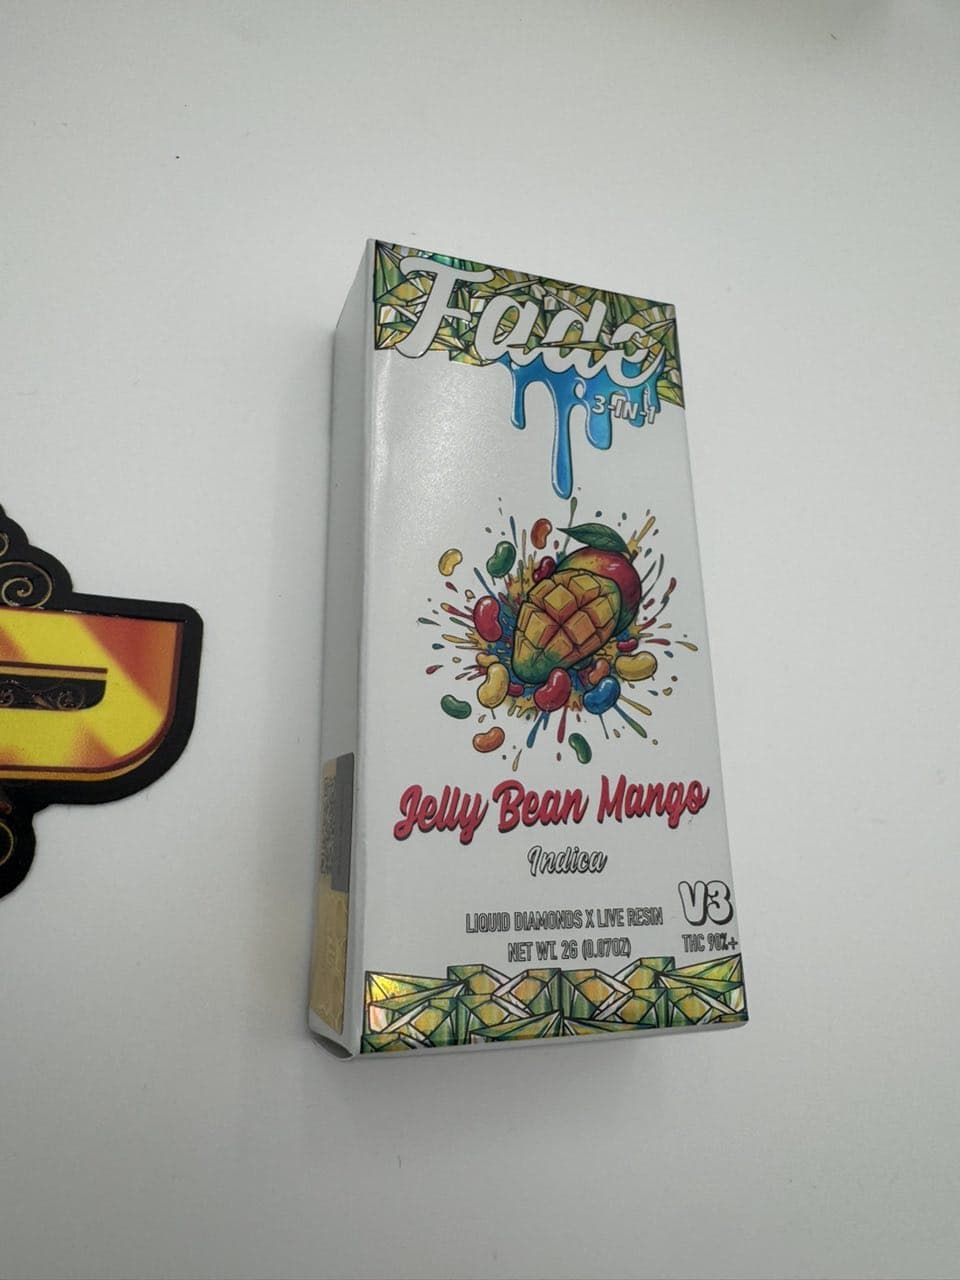 Fade
3-IN-1
Jelly Bean Mango
Indica
V3
LIQUID DIAMONDS X LIVE RESIN
THC 90%+
NET WT. 2G (0.07OZ)